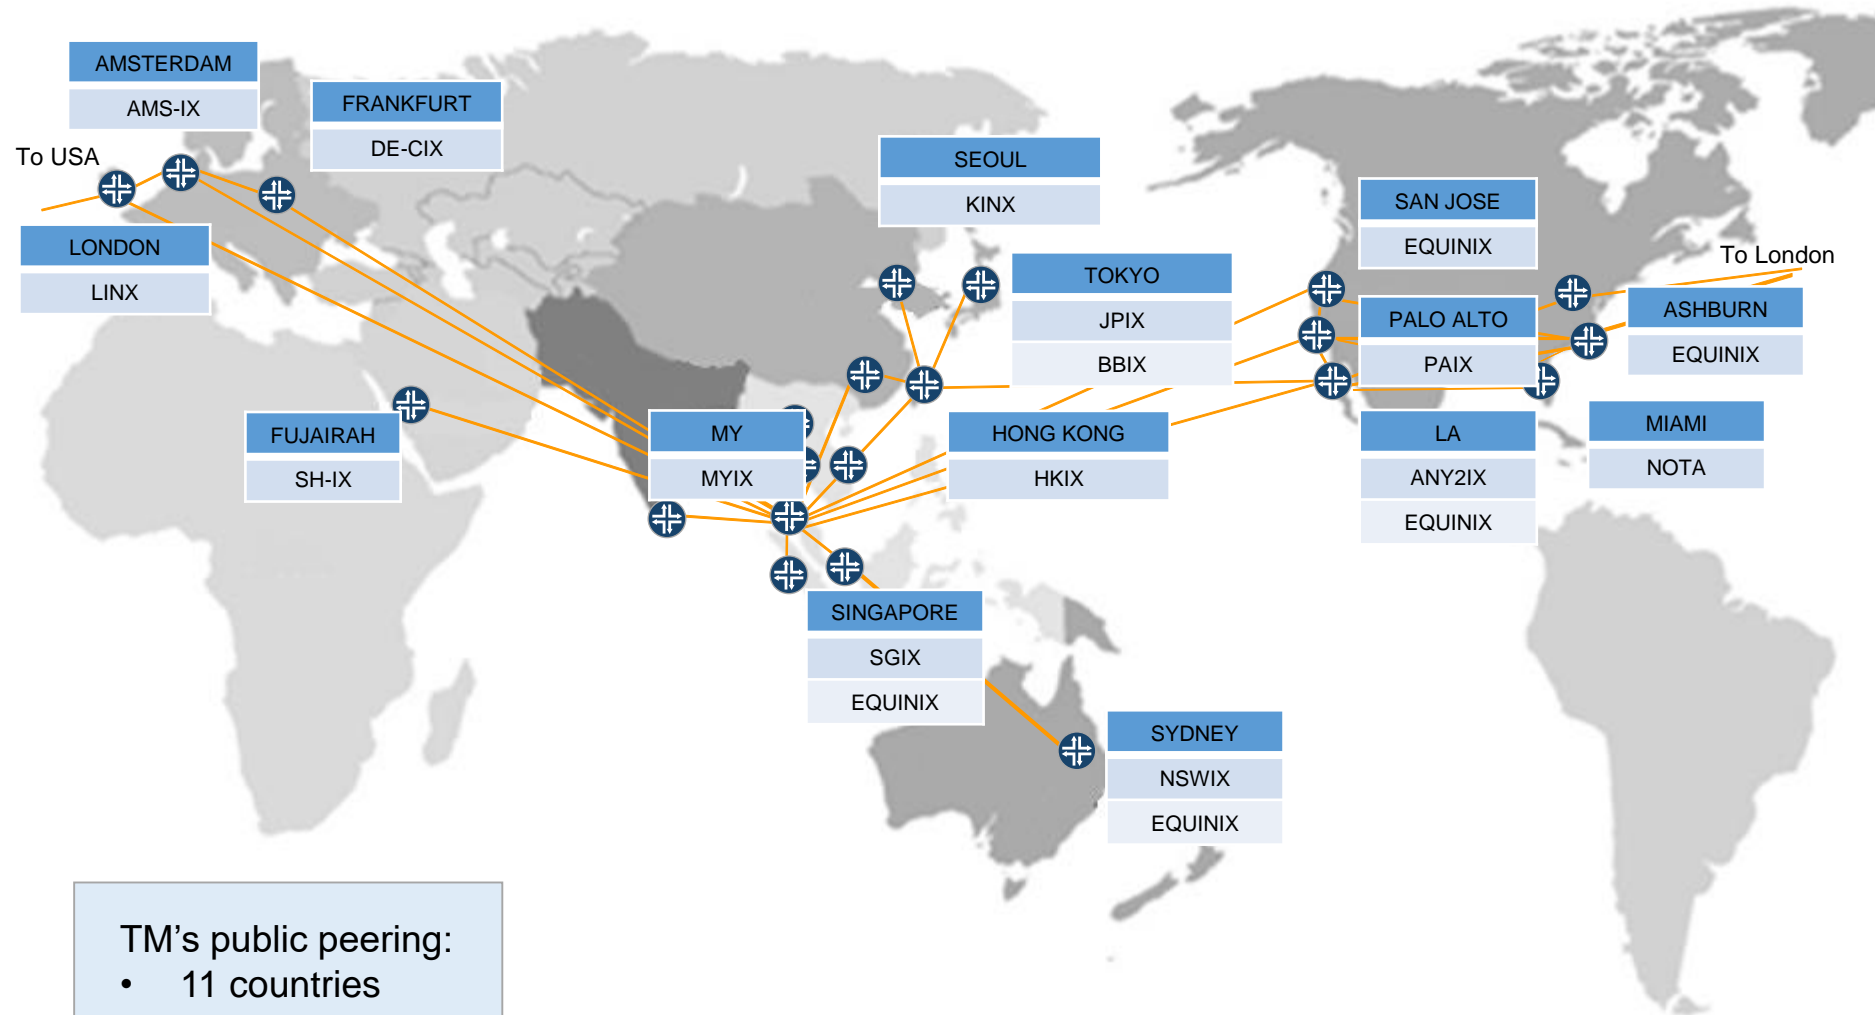 AMSTERDAM
AMS-IX
FRANKFURT
DE-CIX
To USA
LONDON
LINX
SEOUL
KINX
SAN JOSE
EQUINIX
To London
TOKYO
JPIX
BBIX
PALO ALTO
PAIX
ASHBURN
EQUINIX
FUJAIRAH
SH-IX
MY
MYIX
HONG KONG
HKIX
LA
ANY2IX
EQUINIX
MIAMI
NOTA
SINGAPORE
SGIX
EQUINIX
SYDNEY
NSWIX
EQUINIX
TM’s public peering:
• 11 countries